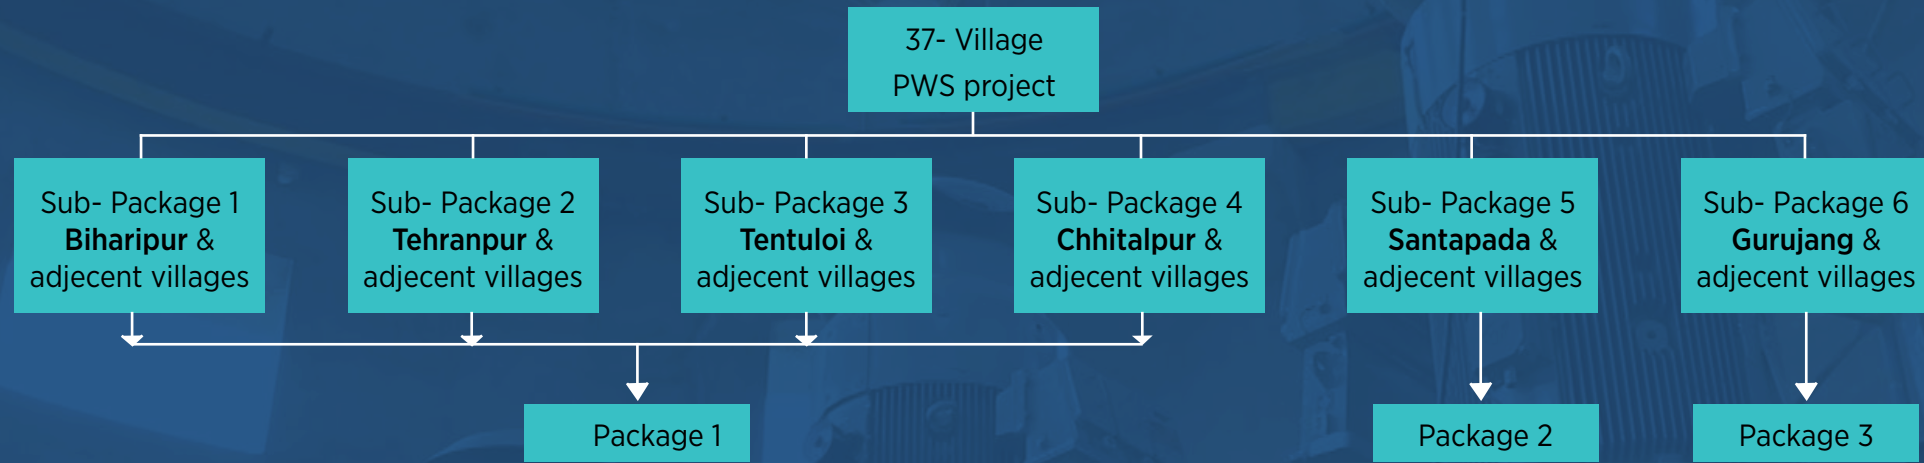 37- Village
PWS project
Sub- Package 1
Biharipur &
adjecent villages
Sub- Package 2
Tehranpur &
adjecent villages
Sub- Package 3
Tentuloi &
adjecent villages
Sub- Package 4
Chhitalpur &
adjecent villages
Sub- Package 5
Santapada &
adjecent villages
Sub- Package 6
Gurujang &
adjecent villages
Package 1
Package 2
Package 3